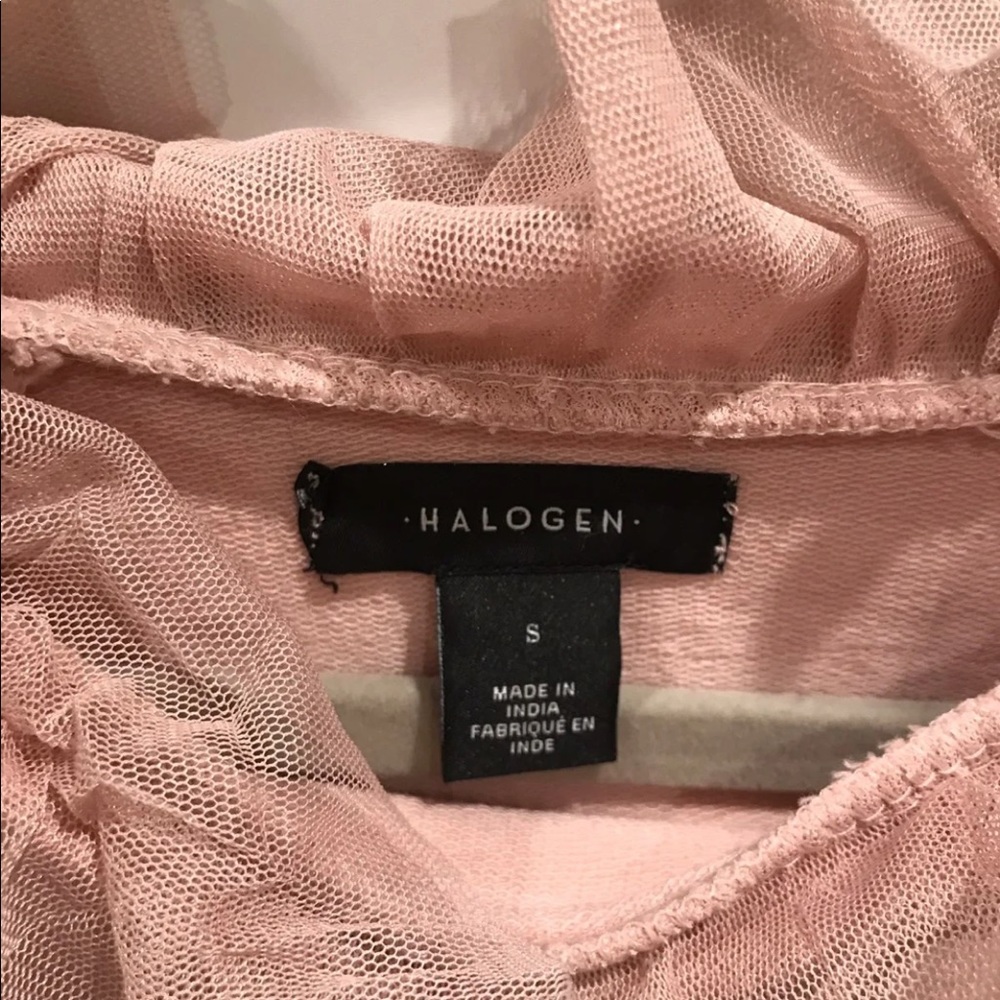 ·HALOGEN·
S
MADE IN
INDIA
FABRIQUÉ EN
INDE